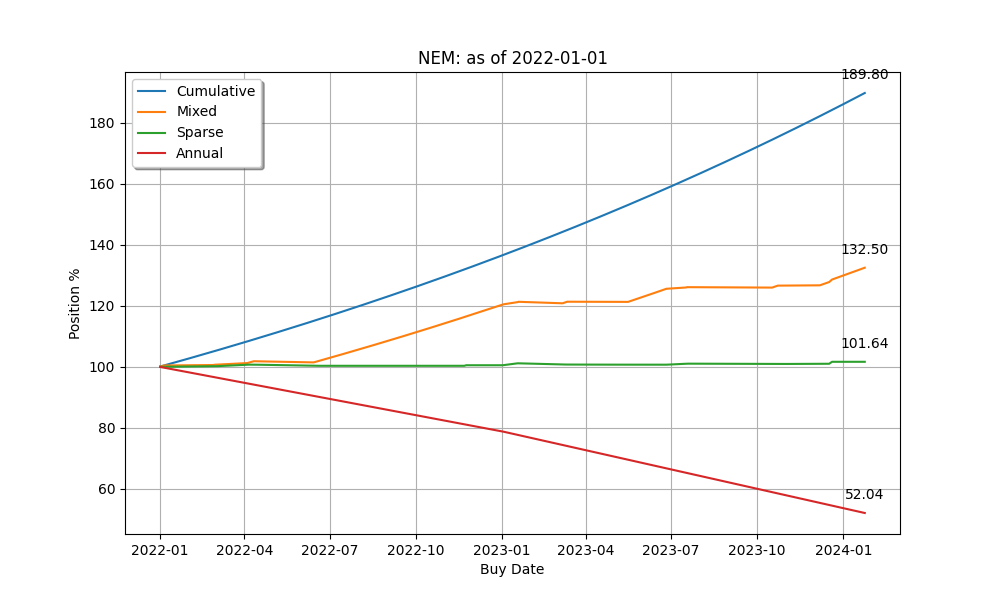 NEM: as of 2022-01-01
189.80
Cumulative
Mixed
Sparse
Annual
180
160
140
132.50
120
101.64
100
80
60
52.04
Position %
2022-01 2022-04 2022-07 2022-10 2023-01 2023-04 2023-07 2023-10 2024-01
Buy Date